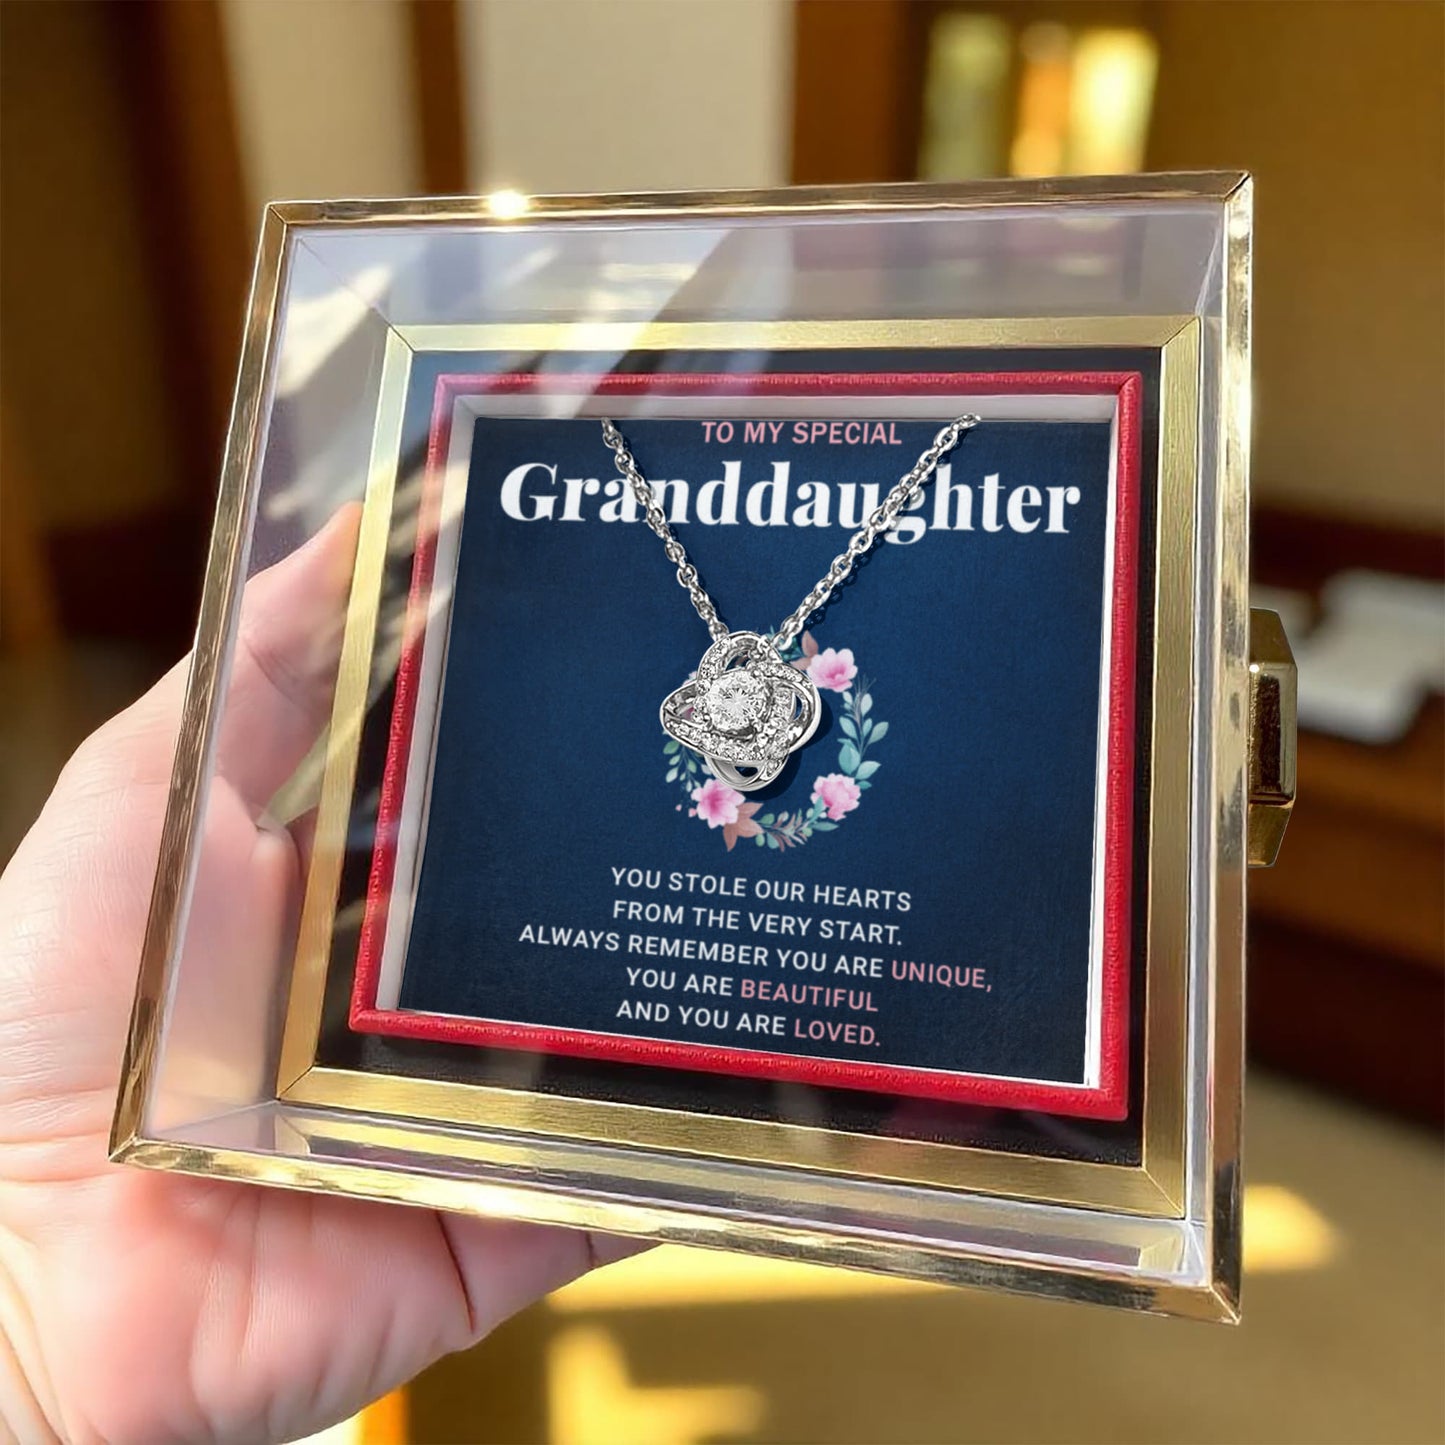 TO MY SPECIAL
Granddaughter
YOU STOLE OUR HEARTS
FROM THE VERY START.
ALWAYS REMEMBER YOU ARE UNIQUE,
YOU ARE BEAUTIFUL
AND YOU ARE LOVED.